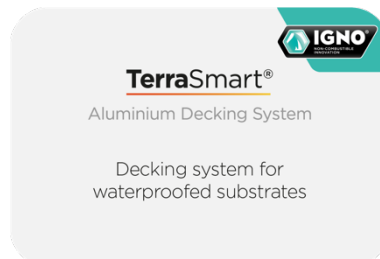 IGNO®
NON-COMBUSTIBLE
INNOVATION
TerraSmart®
Aluminium Decking System
Decking system for
waterproofed substrates